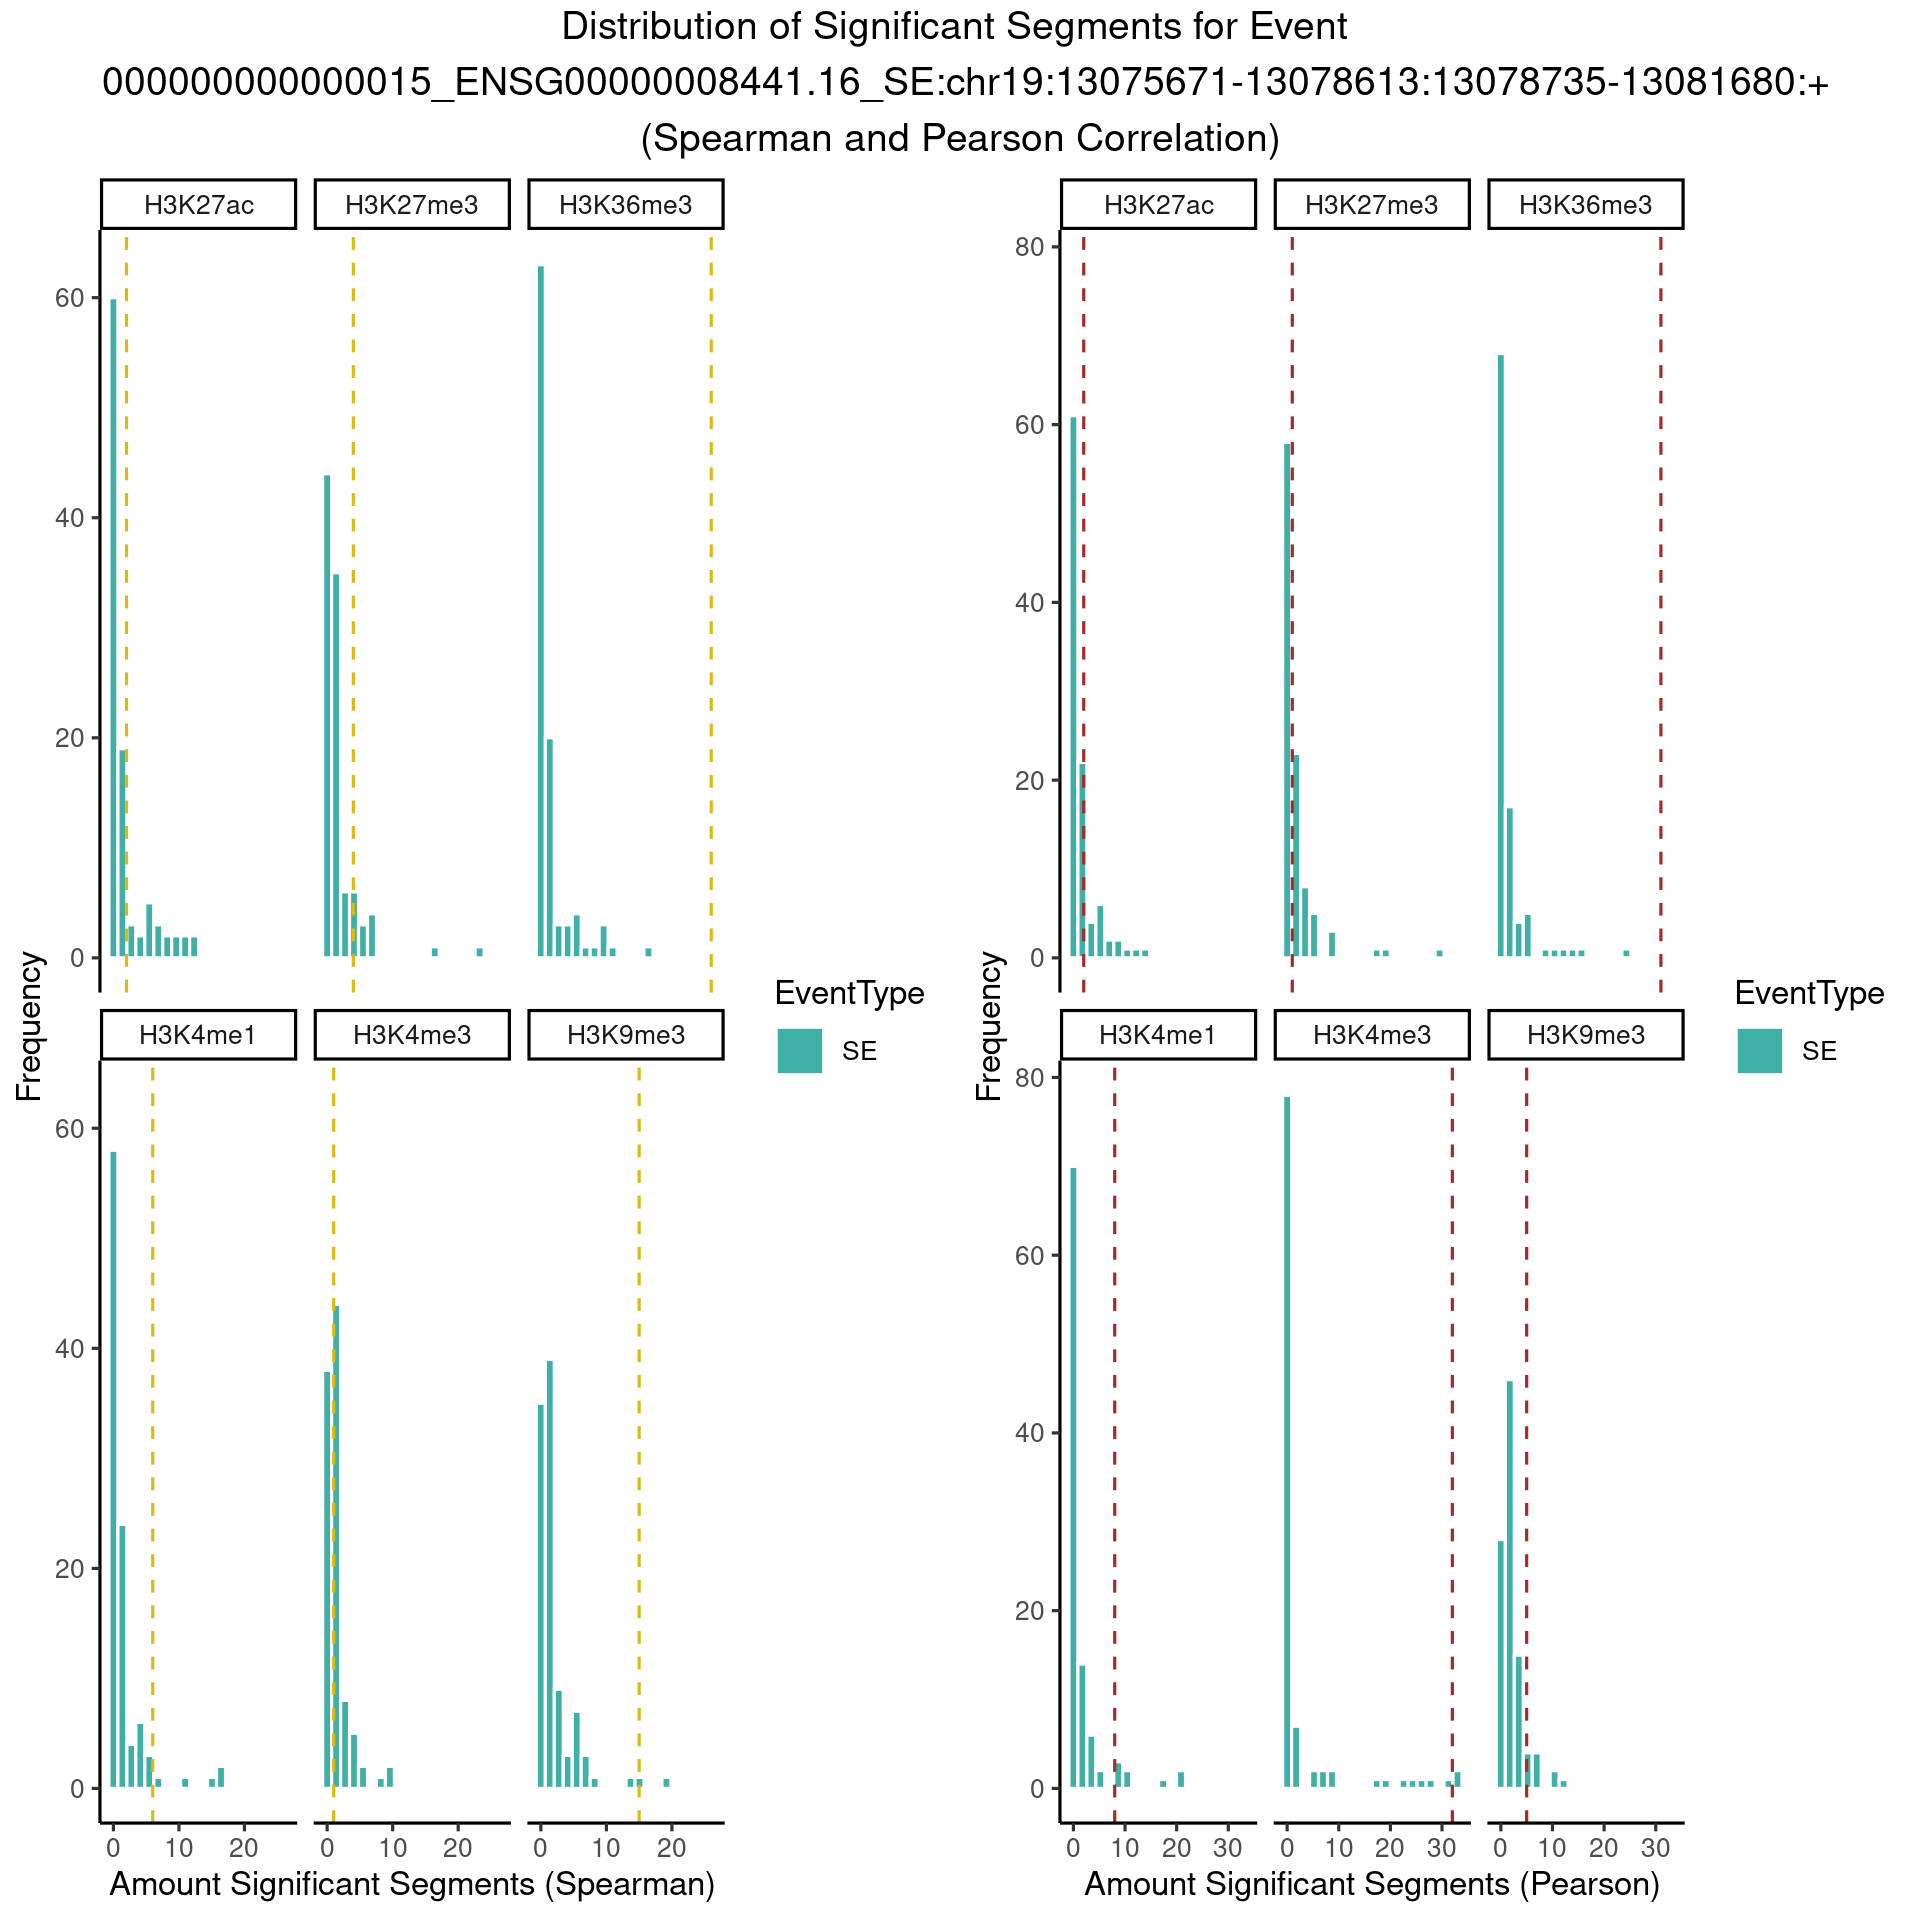 Distribution of Significant Segments for Event
000000000000015_ENSG00000008441.16_SE:chr19:13075671-13078613:13078735-13081680:+
(Spearman and Pearson Correlation)
H3K27ac H3K27me3 H3K36me3
60
40
20
0
H3K4me1 H3K4me3 H3K9me3
60
40
20
0
0 10 20 0 10 20 0 10 20
Frequency
Amount Significant Segments (Spearman)
EventType
SE
H3K27ac H3K27me3 H3K36me3
80
60
40
20
0
H3K4me1 H3K4me3 H3K9me3
80
60
40
20
0
0 10 20 30 0 10 20 30 0 10 20 30
Frequency
Amount Significant Segments (Pearson)
EventType
SE